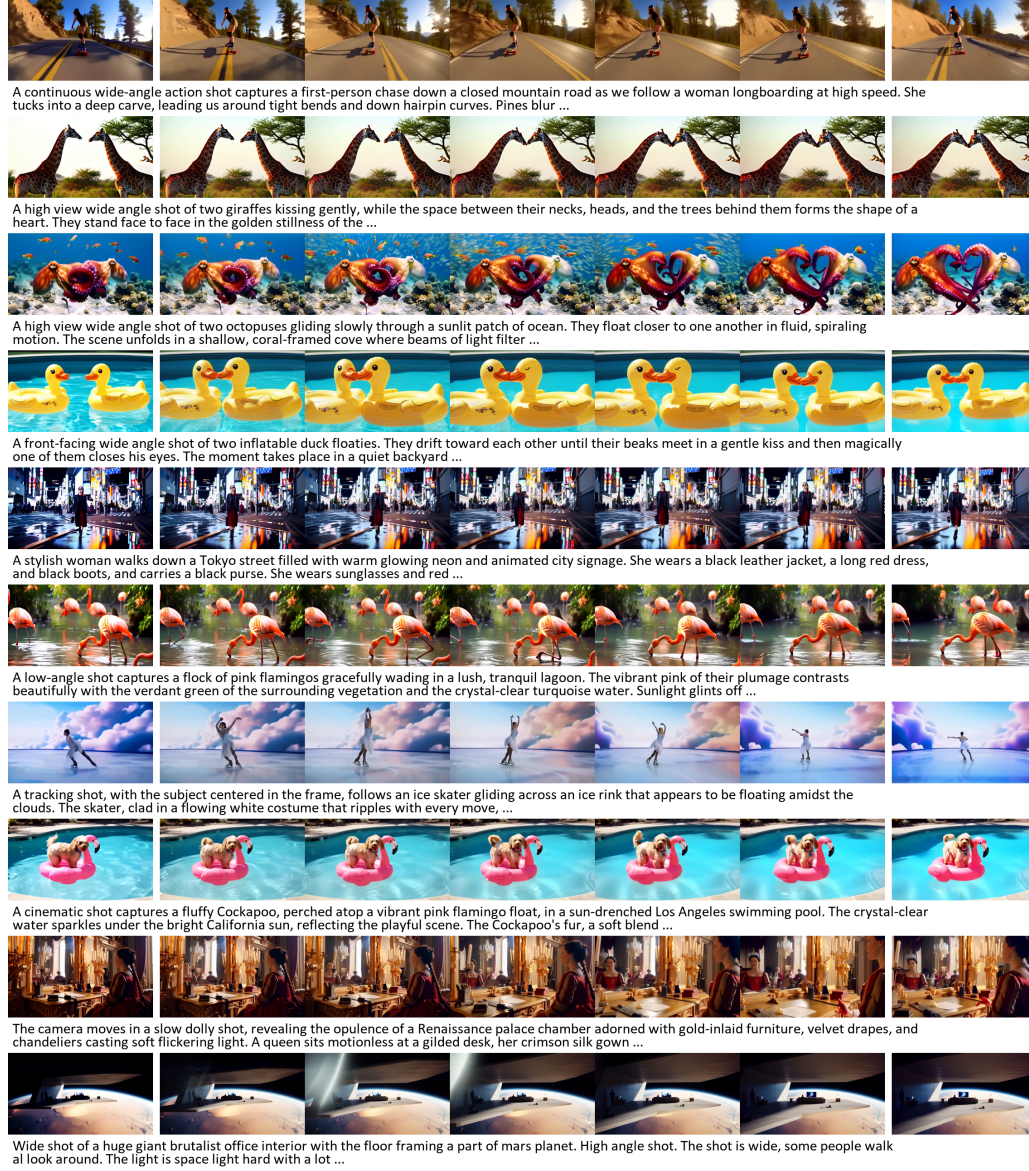 A continuous wide-angle action shot captures a first-person chase down a closed mountain road as we follow a woman longboarding at high speed. She
tucks into a deep carve, leading us around tight bends and down hairpin curves. Pines blur ...
A high view wide angle shot of two giraffes kissing gently, while the space between their necks, heads, and the trees behind them forms the shape of a
heart. They stand face to face in the golden stillness of the ...
A high view wide angle shot of two octopuses gliding slowly through a sunlit patch of ocean. They float closer to one another in fluid, spiraling
motion. The scene unfolds in a shallow, coral-framed cove where beams of light filter ...
A front-facing wide angle shot of two inflatable duck floaties. They drift toward each other until their beaks meet in a gentle kiss and then magically
one of them closes his eyes. The moment takes place in a quiet backyard ...
A stylish woman walks down a Tokyo street filled with warm glowing neon and animated city signage. She wears a black leather jacket, a long red dress,
and black boots, and carries a black purse. She wears sunglasses and red ...
A low-angle shot captures a flock of pink flamingos gracefully wading in a lush, tranquil lagoon. The vibrant pink of their plumage contrasts
beautifully with the verdant green of the surrounding vegetation and the crystal-clear turquoise water. Sunlight glints off ...
A tracking shot, with the subject centered in the frame, follows an ice skater gliding across an ice rink that appears to be floating amidst the
clouds. The skater, clad in a flowing white costume that ripples with every move, ...
A cinematic shot captures a fluffy Cockapoo, perched atop a vibrant pink flamingo float, in a sun-drenched Los Angeles swimming pool. The crystal-clear
water sparkles under the bright California sun, reflecting the playful scene. The Cockapoo's fur, a soft blend ...
The camera moves in a slow dolly shot, revealing the opulence of a Renaissance palace chamber adorned with gold-inlaid furniture, velvet drapes, and
chandeliers casting soft flickering light. A queen sits motionless at a gilded desk, her crimson silk gown ...
Wide shot of a huge giant brutalist office interior with the floor framing a part of mars planet. High angle shot. The shot is wide, some people walk
al look around. The light is space light hard with a lot ...